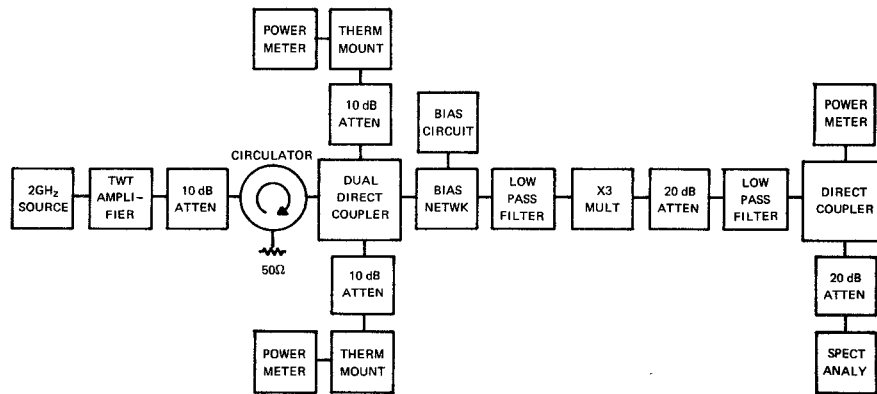 POWER
METER
THERM
MOUNT
10 dB
ATTEN
BIAS
CIRCUIT
POWER
METER
CIRCULATOR
2GHz
SOURCE
TWT
AMPLI-
FIER
10 dB
ATTEN
50Ω
DUAL
DIRECT
COUPLER
BIAS
NETWK
LOW
PASS
FILTER
X3
MULT
20 dB
ATTEN
LOW
PASS
FILTER
DIRECT
COUPLER
10 dB
ATTEN
20 dB
ATTEN
POWER
METER
THERM
MOUNT
SPECT
ANALY